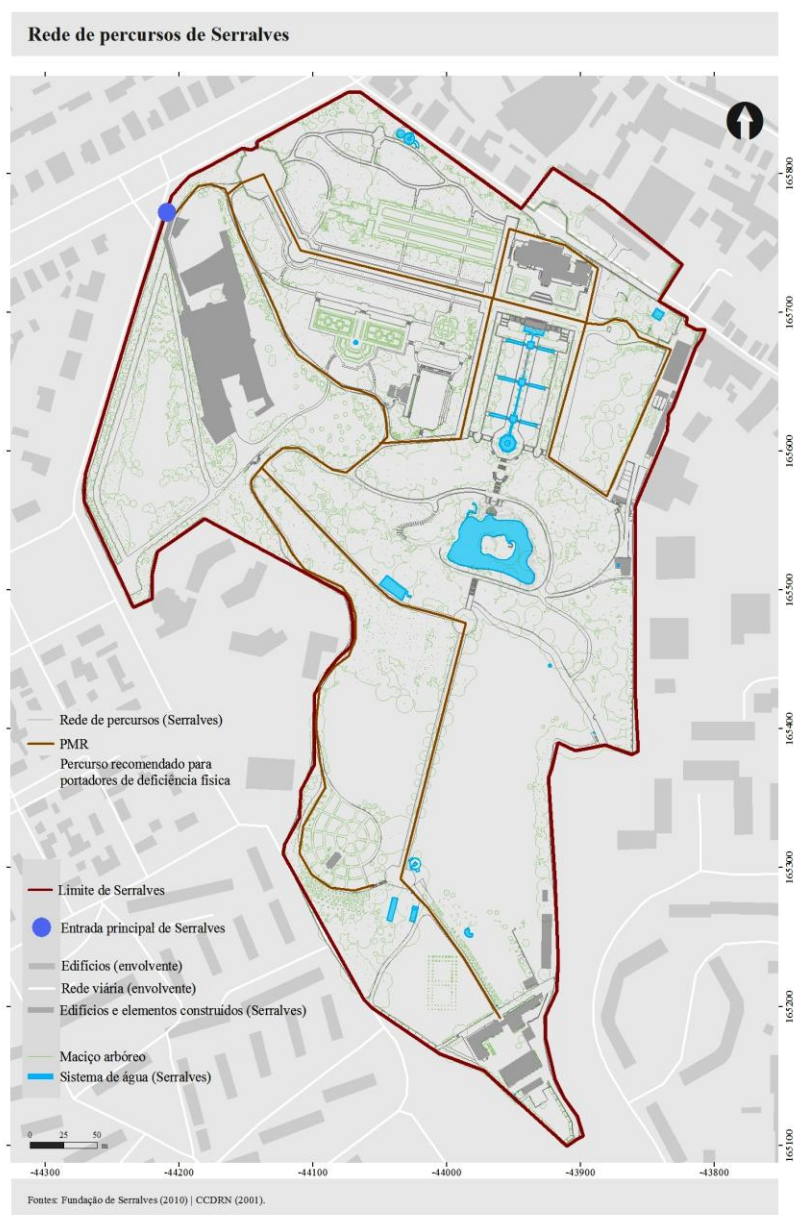 Rede de percursos de Serralves
165800
165700
165600
165500
165400
165300
165200
165100
Rede de percursos (Serralves)
PMR
Percurso recomendado para
portadores de deficiência física
Limite de Serralves
Entrada principal de Serralves
Edifícios (envolvente)
Rede viária (envolvente)
Edifícios e elementos construídos (Serralves)
Maciço arbóreo
Sistema de água (Serralves)
0 25 50 m
-44300 -44200 -44100 -44000 -43900 -43800
Fontes: Fundação de Serralves (2010) | CCDRN (2001).